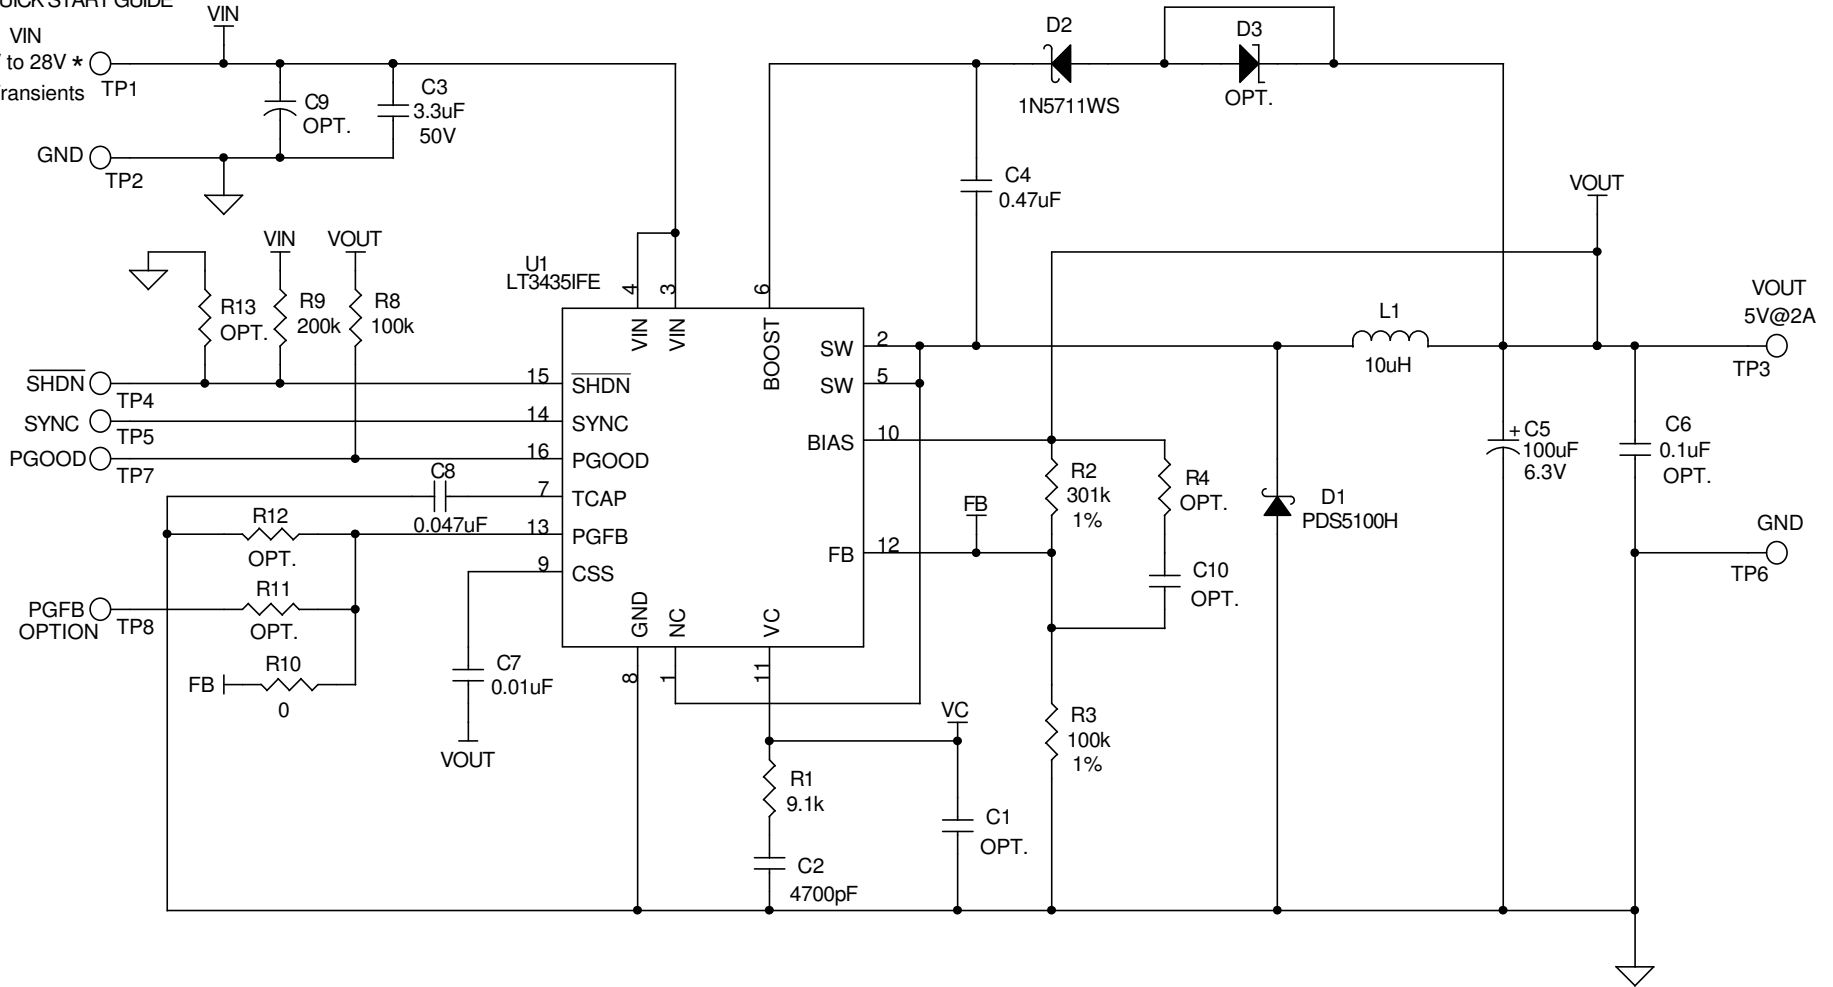 QUICK START GUIDE
VIN
VIN
to 28V *
TP1
C9
OPT.
C3
3.3uF
50V
GND
TP2
D2
1N5711WS
D3
OPT.
C4
0.47uF
VOUT
VIN
VOUT
R13
OPT.
R9
200k
R8
100k
U1
LT3435IFE
4
3
6
VIN
VIN
BOOST
SW
2
SW
5
BIAS
10
FB
12
L1
10uH
VOUT
5V@2A
TP3
SHDN
TP4
15
SHDN
SYNC
TP5
14
SYNC
PGOOD
TP7
16
PGOOD
C8
0.047uF
7
TCAP
R12
OPT.
13
PGFB
9
CSS
R11
OPT.
PGFB
OPTION
TP8
FB
R10
0
GND
NC
VC
8
1
11
C7
0.01uF
VOUT
FB
R2
301k
1%
R4
OPT.
C10
OPT.
D1
PDS5100H
+
C5
100uF
6.3V
C6
0.1uF
OPT.
GND
TP6
R3
100k
1%
VC
R1
9.1k
C1
OPT.
C2
4700pF